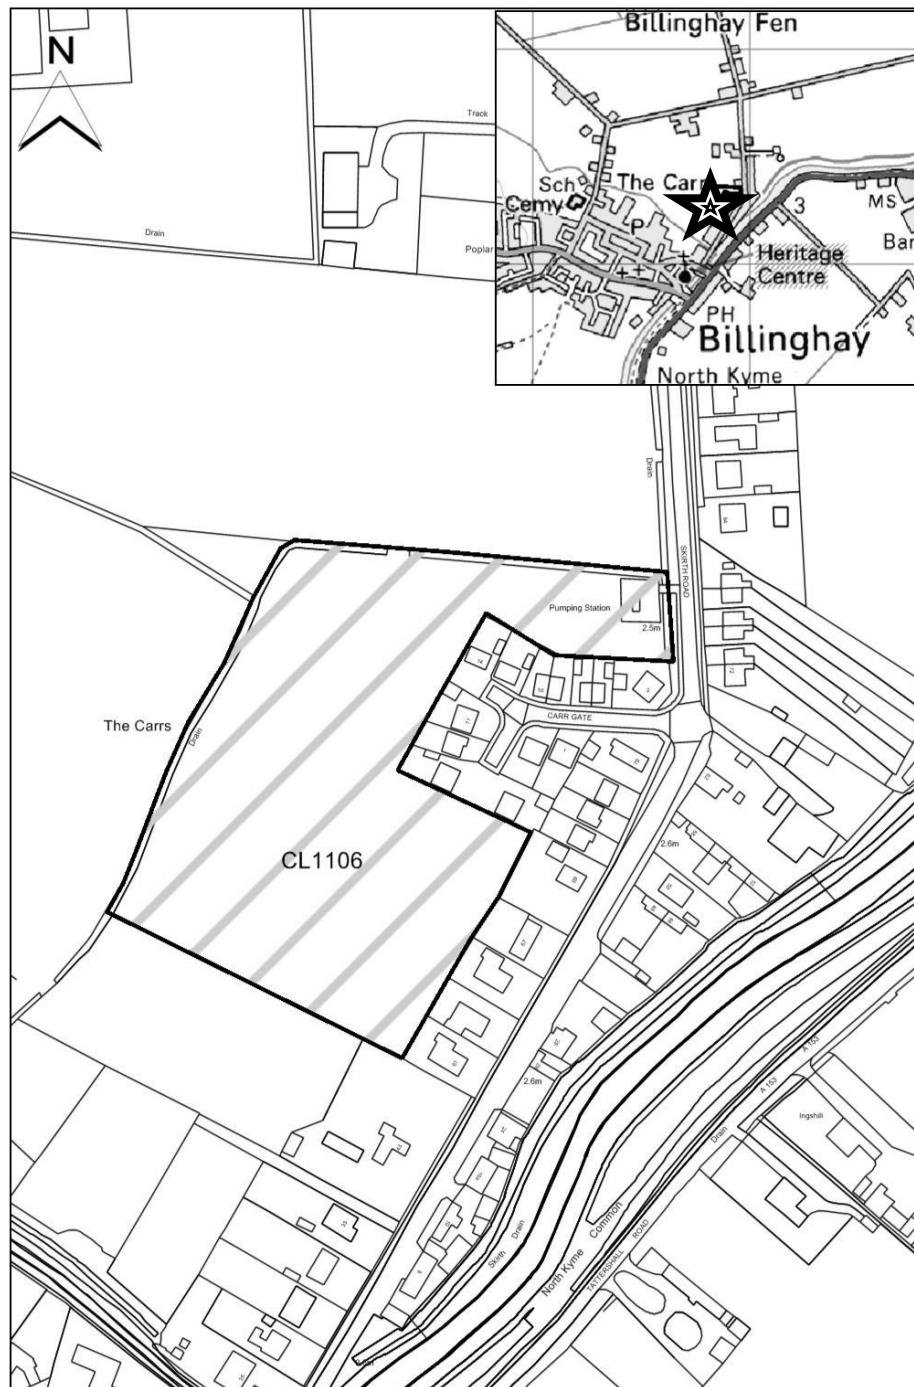 N
Track
Drain
Poplar
Billinghay Fen
Sch
The Carr
Cemy
P
3
MS
Bar
Heritage
Centre
PH
Billinghay
North Kyme
Drain
SKIRTH ROAD
Pumping Station
2.5m
CARR GATE
The Carrs
Drain
CL1106
2.6m
2.6m
A 153
A 153
Ingshill
Drain
Skirth Drain
North Kyme Common
TATTERSHALL ROAD